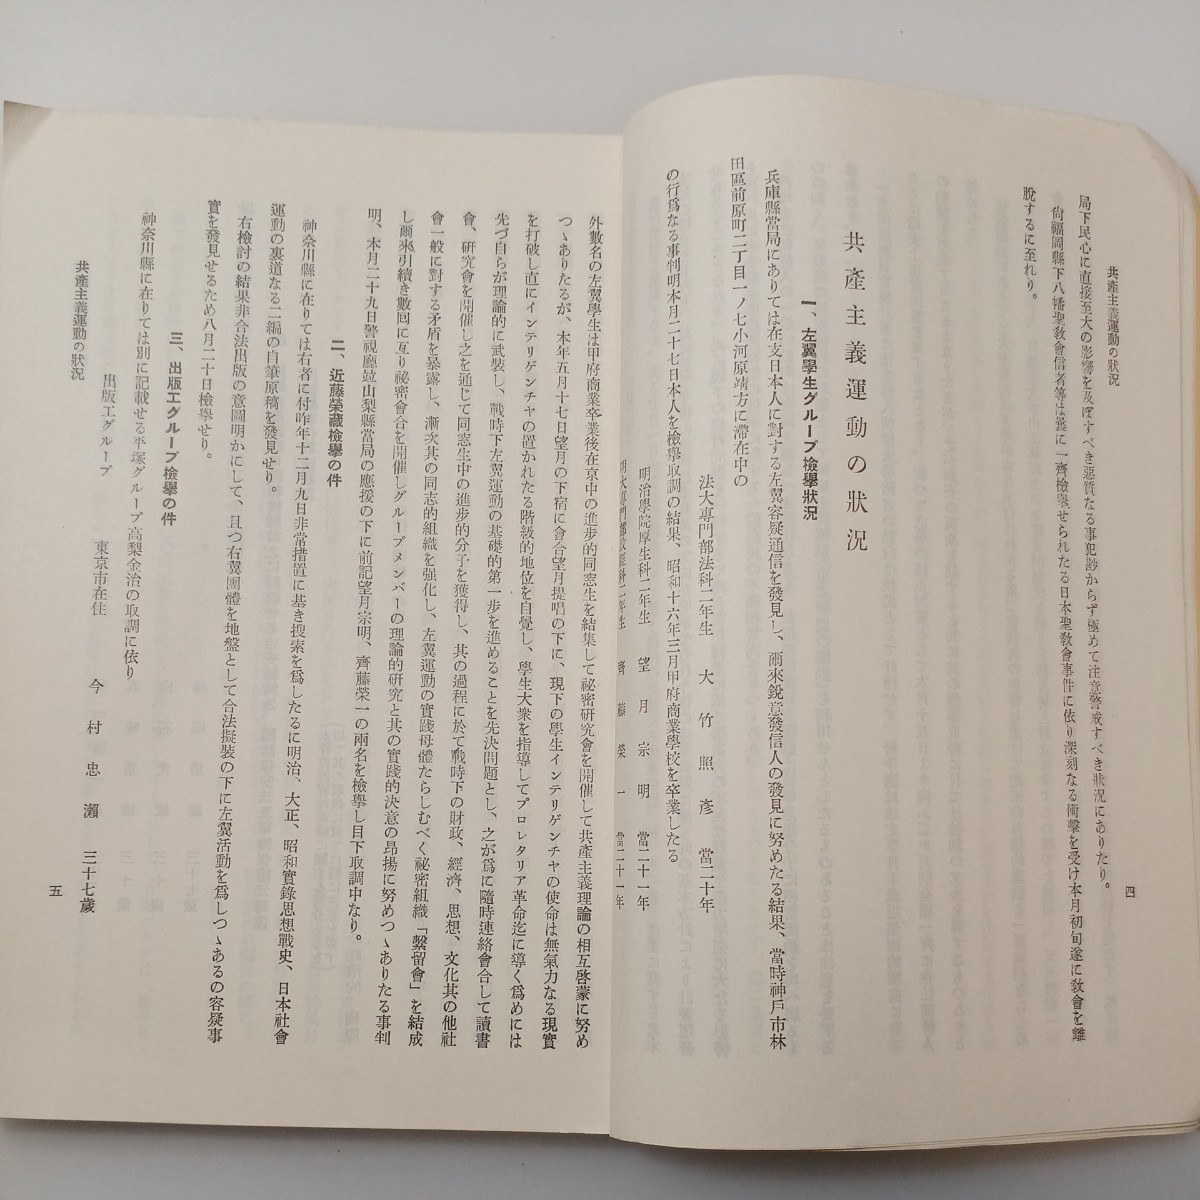 共產主義運動の狀況
四
局下民心に直接至大の影響を及ぼすべき惡質なる事犯尠からず極めて注意警戒すべき狀況にありたり。
尙福岡縣下八幡聖敎會信者等は曩に一齊檢擧せられたる日本聖敎會事件に依り深刻なる衝擊を受け本月初旬遂に敎會を離
脫するに至れり。
共產主義運動の狀況
一、左翼學生グループ檢擧狀況
兵庫縣當局にありては在支日本人に對する左翼容疑通信を發見し、爾來銳意發信人の發見に努めたる結果、當時神戶市林
田區前原町二丁目一ノ七小河原靖方に滯在中の
法大專門部法科二年生 大竹照彥 當二十年
の行爲なる事判明本月二十七日本人を檢擧取調の結果、昭和十六年三月甲府商業學校を卒業したる
明治學院厚生科二年生 望月宗明 當二十一年
齊藤榮一 當二十一年
外數名の左翼學生は甲府商業卒業後在京中の進步的同窓生を結集して祕密硏究會を開催して共產主義理論の相互啓蒙に努め
つゝありたるが、本年五月十七日望月の下宿に會合望月提唱の下に、現下の學生インテリゲンチャの使命は無氣力なる現實
を打破し直にインテリゲンチャの置かれたる階級的地位を自覺し、學生大衆を指導してプロレタリア革命迄に導く爲めには
先づ自らが理論的に武裝し、戰時下左翼運動の基礎的第一步を進めることを先決問題とし、之が爲に隨時連絡會合して讀書
會、硏究會を開催し之を通じて同窓生中の進步的分子を獲得し、其の過程に於て戰時下の財政、經濟、思想、文化其の他社
會一般に對する矛盾を暴露し、漸次其の同志的組織を强化し、左翼運動の實踐母體たらしむべく祕密組織「繫留會」を結成
し爾來引續き數回に互り祕密會合を開催しグループメンバーの理論的硏究と其の實踐的決意の昂揚に努めつゝありたる事判
明、本月二十九日警視廳竝山梨縣當局の應援の下に前記望月宗明、齊藤榮一の兩名を檢擧し目下取調中なり。
二、近藤榮藏檢擧の件
神奈川縣に在りては右者に付昨年十二月九日非常措置に基き搜索を爲したるに明治、大正、昭和實錄思想戰史、日本社會
運動の裏道なる二編の自筆原稿を發見せり。
右檢討の結果非合法出版の意圖明かにして、且つ右翼團體を地盤として合法擬裝の下に左翼活動を爲しつゝあるの容疑事
實を發見せるため八月二十日檢擧せり。
三、出版工グループ檢擧の件
神奈川縣に在りては別に記載せる平塚グループ高梨金治の取調に依り
出版工グループ 東京市在住 今村忠瀨 三十七歲
共產主義運動の狀況
五